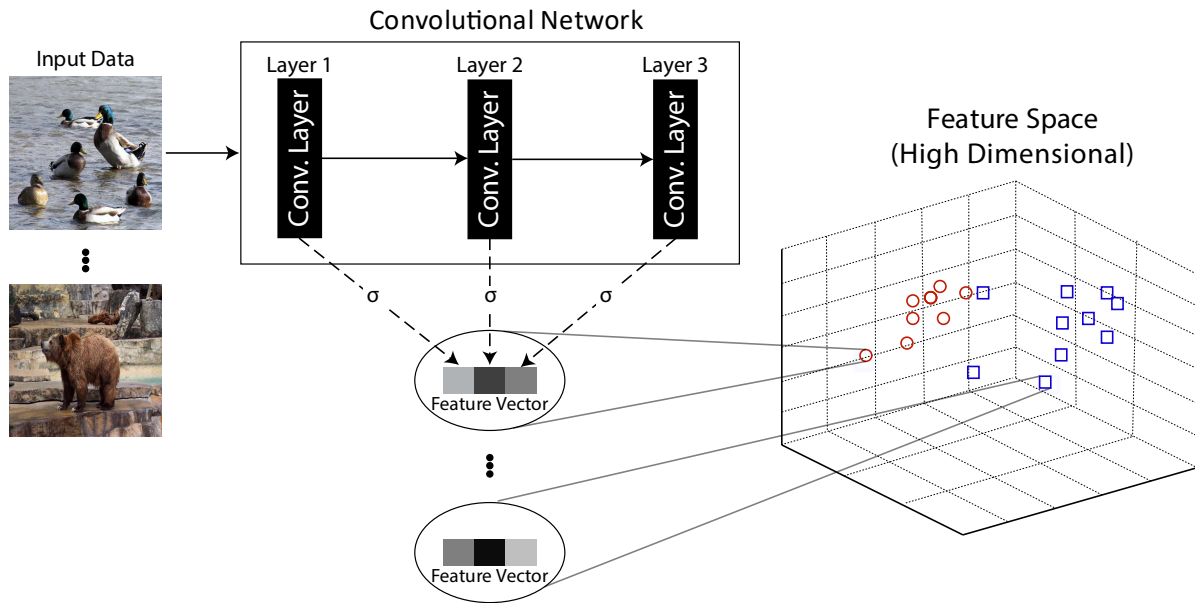 Convolutional Network
Input Data
Layer 1
Layer 2
Layer 3
Conv. Layer
Conv. Layer
Conv. Layer
Feature Space
(High Dimensional)
σ
σ
σ
Feature Vector
Feature Vector